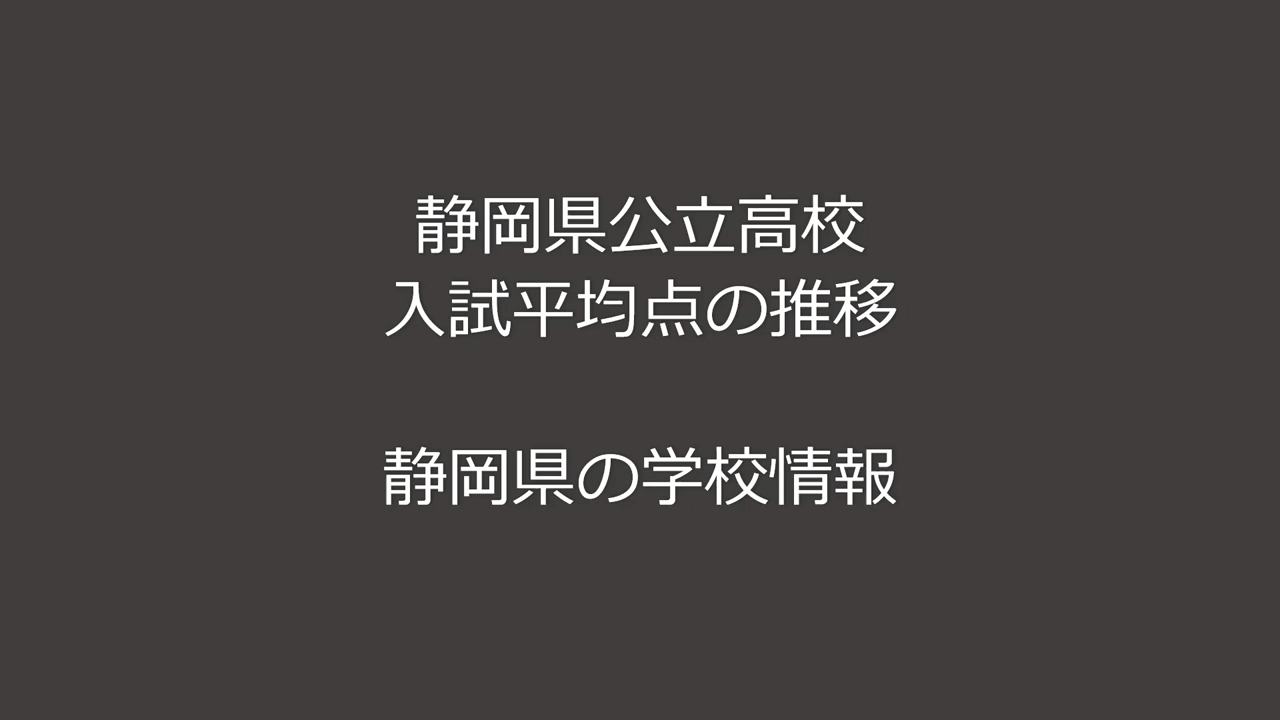 静岡県公立高校
入試平均点の推移
静岡県の学校情報